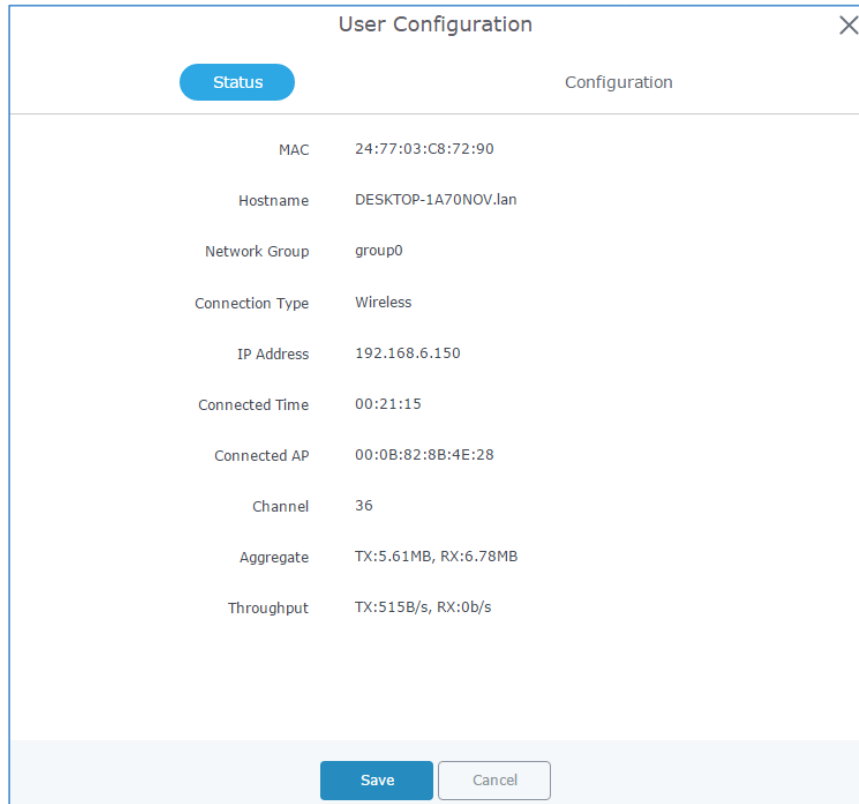 User Configuration
Status Configuration
MAC 24:77:03:C8:72:90
Hostname DESKTOP-1A70NOV.lan
Network Group group0
Connection Type Wireless
IP Address 192.168.6.150
Connected Time 00:21:15
Connected AP 00:0B:82:8B:4E:28
Channel 36
Aggregate TX:5.61MB, RX:6.78MB
Throughput TX:515B/s, RX:0b/s
Save Cancel